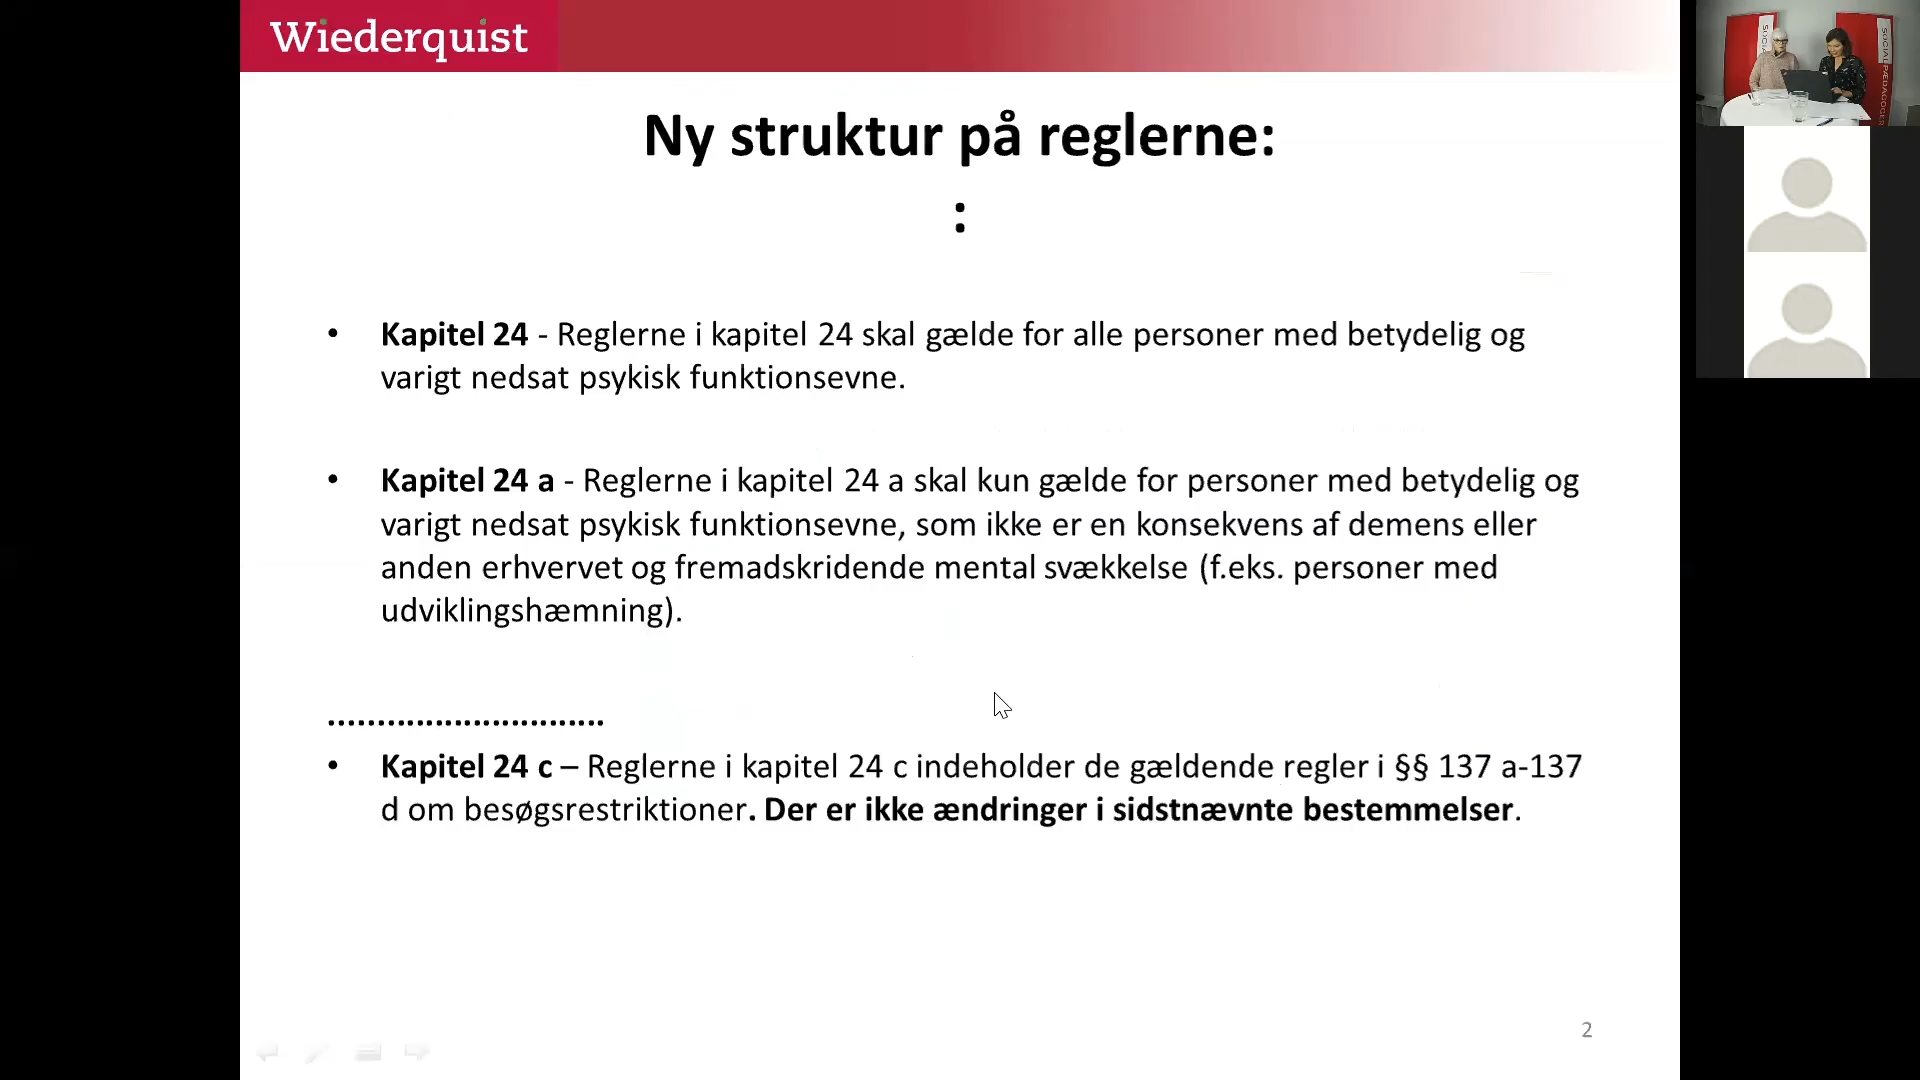 Wiederquist
Ny struktur på reglerne:
:
• Kapitel 24 - Reglerne i kapitel 24 skal gælde for alle personer med betydelig og
varigt nedsat psykisk funktionsevne.
• Kapitel 24 a - Reglerne i kapitel 24 a skal kun gælde for personer med betydelig og
varigt nedsat psykisk funktionsevne, som ikke er en konsekvens af demens eller
anden erhvervet og fremadskridende mental svækkelse (f.eks. personer med
udviklingshæmning).
.................................
• Kapitel 24 c – Reglerne i kapitel 24 c indeholder de gældende regler i §§ 137 a-137
d om besøgsrestriktioner. Der er ikke ændringer i sidstnævnte bestemmelser.
2
SOCIALPÆDAGOGER